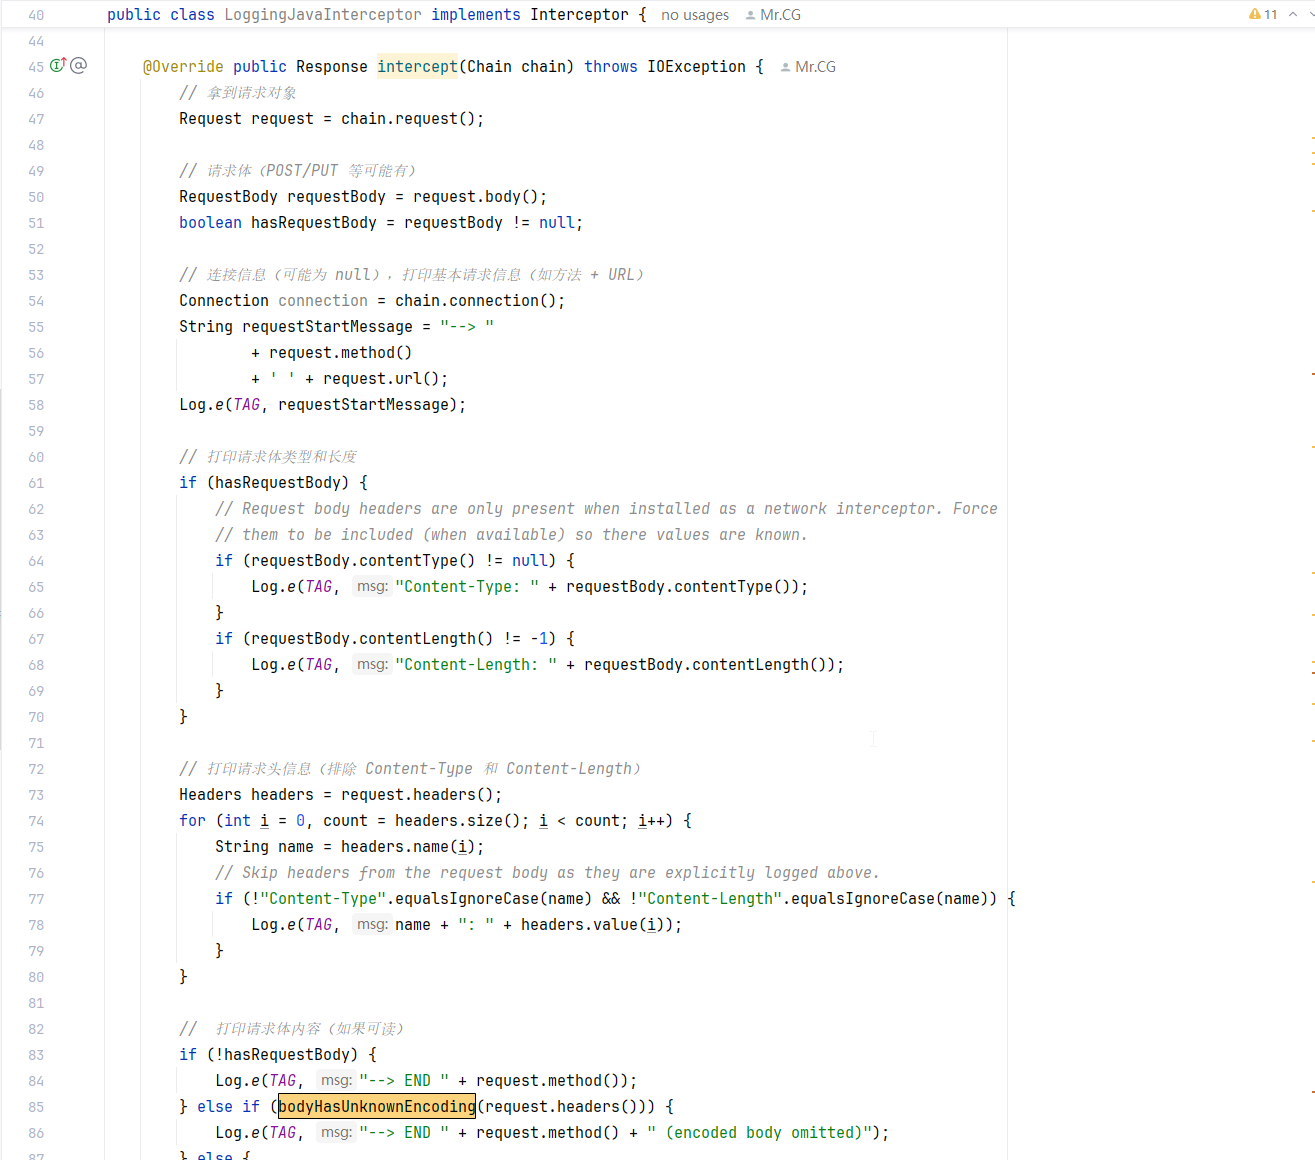 40 public class LoggingJavaInterceptor implements Interceptor { no usages Mr.CG 11
44
45 @Override public Response intercept(Chain chain) throws IOException { Mr.CG
46 // 拿到请求对象
47 Request request = chain.request();
48
49 // 请求体（POST/PUT 等可能有）
50 RequestBody requestBody = request.body();
51 boolean hasRequestBody = requestBody != null;
52
53 // 连接信息（可能为 null），打印基本请求信息（如方法 + URL）
54 Connection connection = chain.connection();
55 String requestStartMessage = "--> "
56 + request.method()
57 + ' ' + request.url();
58 Log.e(TAG, requestStartMessage);
59
60 // 打印请求体类型和长度
61 if (hasRequestBody) {
62 // Request body headers are only present when installed as a network interceptor. Force
63 // them to be included (when available) so there values are known.
64 if (requestBody.contentType() != null) {
65 Log.e(TAG, msg: "Content-Type: " + requestBody.contentType());
66 }
67 if (requestBody.contentLength() != -1) {
68 Log.e(TAG, msg: "Content-Length: " + requestBody.contentLength());
69 }
70 }
71
72 // 打印请求头信息（排除 Content-Type 和 Content-Length）
73 Headers headers = request.headers();
74 for (int i = 0, count = headers.size(); i < count; i++) {
75 String name = headers.name(i);
76 // Skip headers from the request body as they are explicitly logged above.
77 if (!"Content-Type".equalsIgnoreCase(name) && !"Content-Length".equalsIgnoreCase(name)) {
78 Log.e(TAG, msg: name + ": " + headers.value(i));
79 }
80 }
81
82 // 打印请求体内容（如果可读）
83 if (!hasRequestBody) {
84 Log.e(TAG, msg: "--> END " + request.method());
85 } else if (bodyHasUnknownEncoding(request.headers())) {
86 Log.e(TAG, msg: "--> END " + request.method() + " (encoded body omitted)");
87 } else {